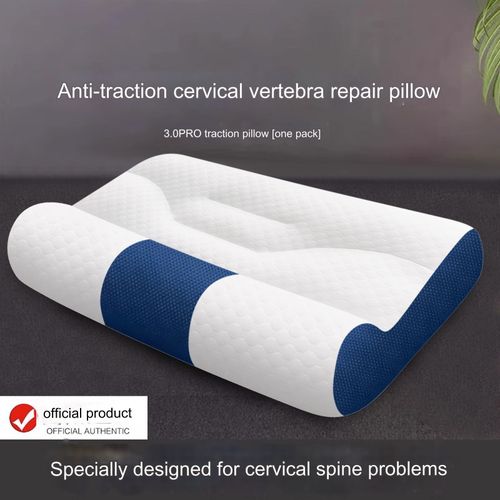 Anti-traction cervical vertebra repair pillow
3.0PRO traction pillow [one pack]
official product
OFFICIAL AUTHENTIC
Specially designed for cervical spine problems